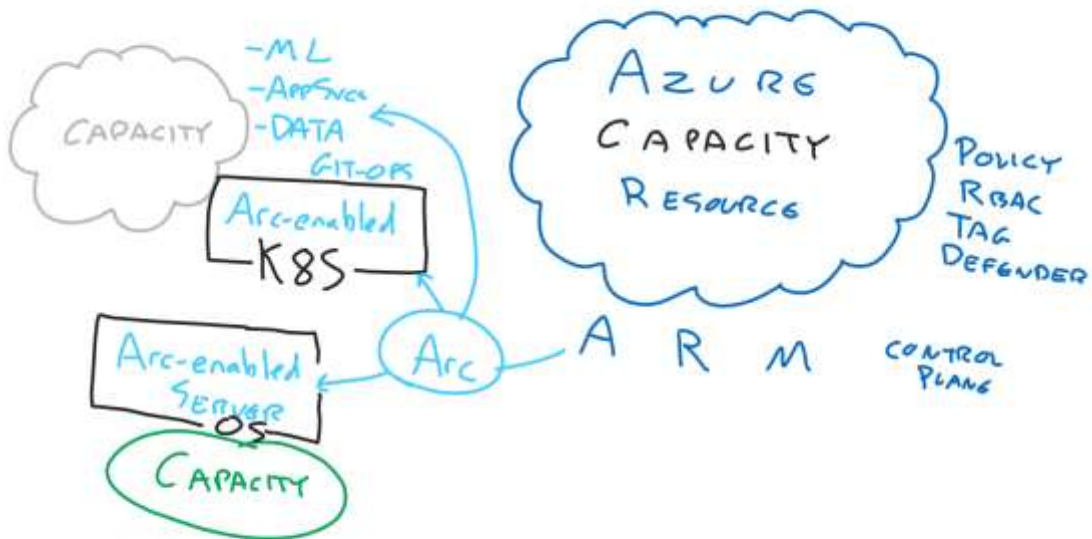 -ML
-APPSVCS
-DATA
GIT-OPS
CAPACITY
Arc-enabled
K8S
Arc-enabled
SERVER
OS
CAPACITY
Arc
AZURE
CAPACITY
RESOURCE
POLICY
RBAC
TAG
DEFENDER
ARM
CONTROL
PLANE